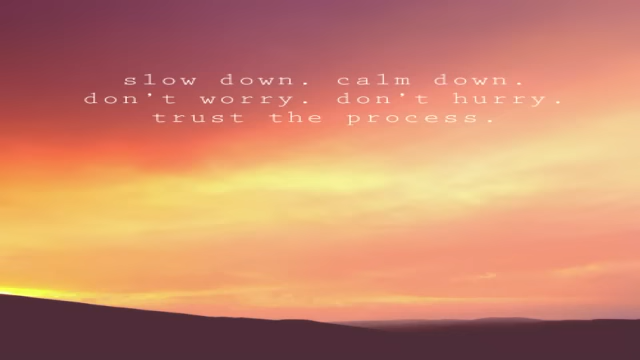 slow down. calm down.
don't worry. don't hurry.
trust the process.